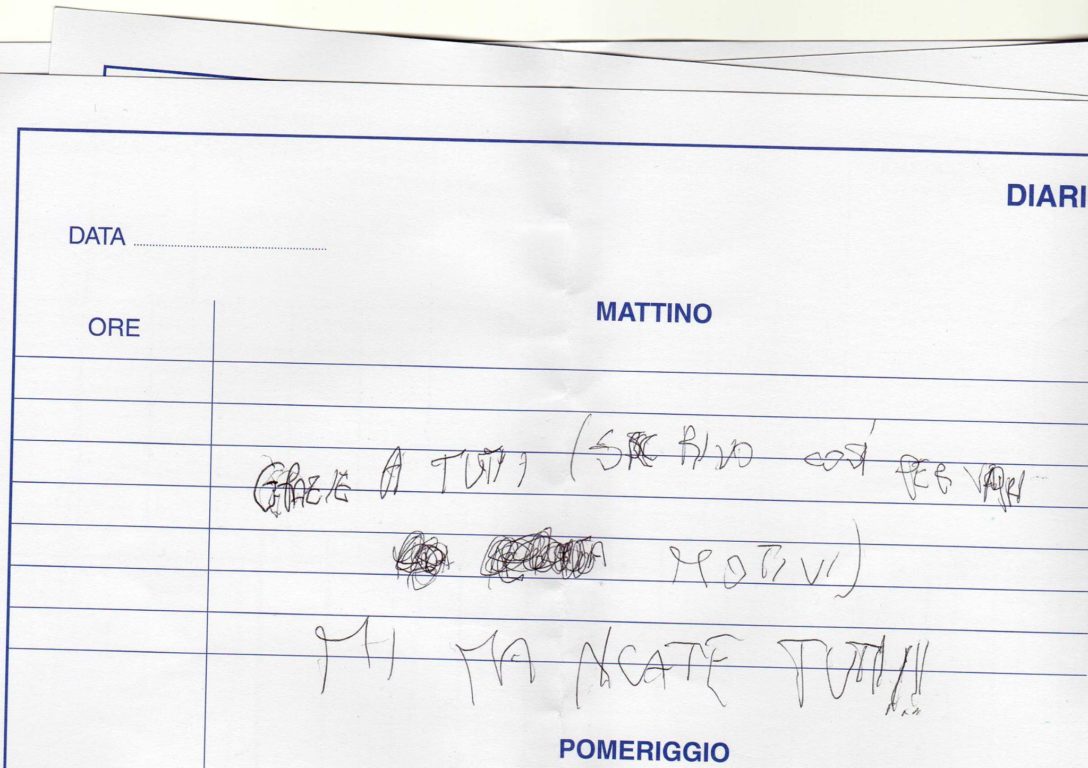 DIARI
DATA
ORE
MATTINO
GRAZIE A TUTTI (SCRIVO COSÌ PER VARI
MOTIVI)
MI MANCATE TUTTI!!!
POMERIGGIO